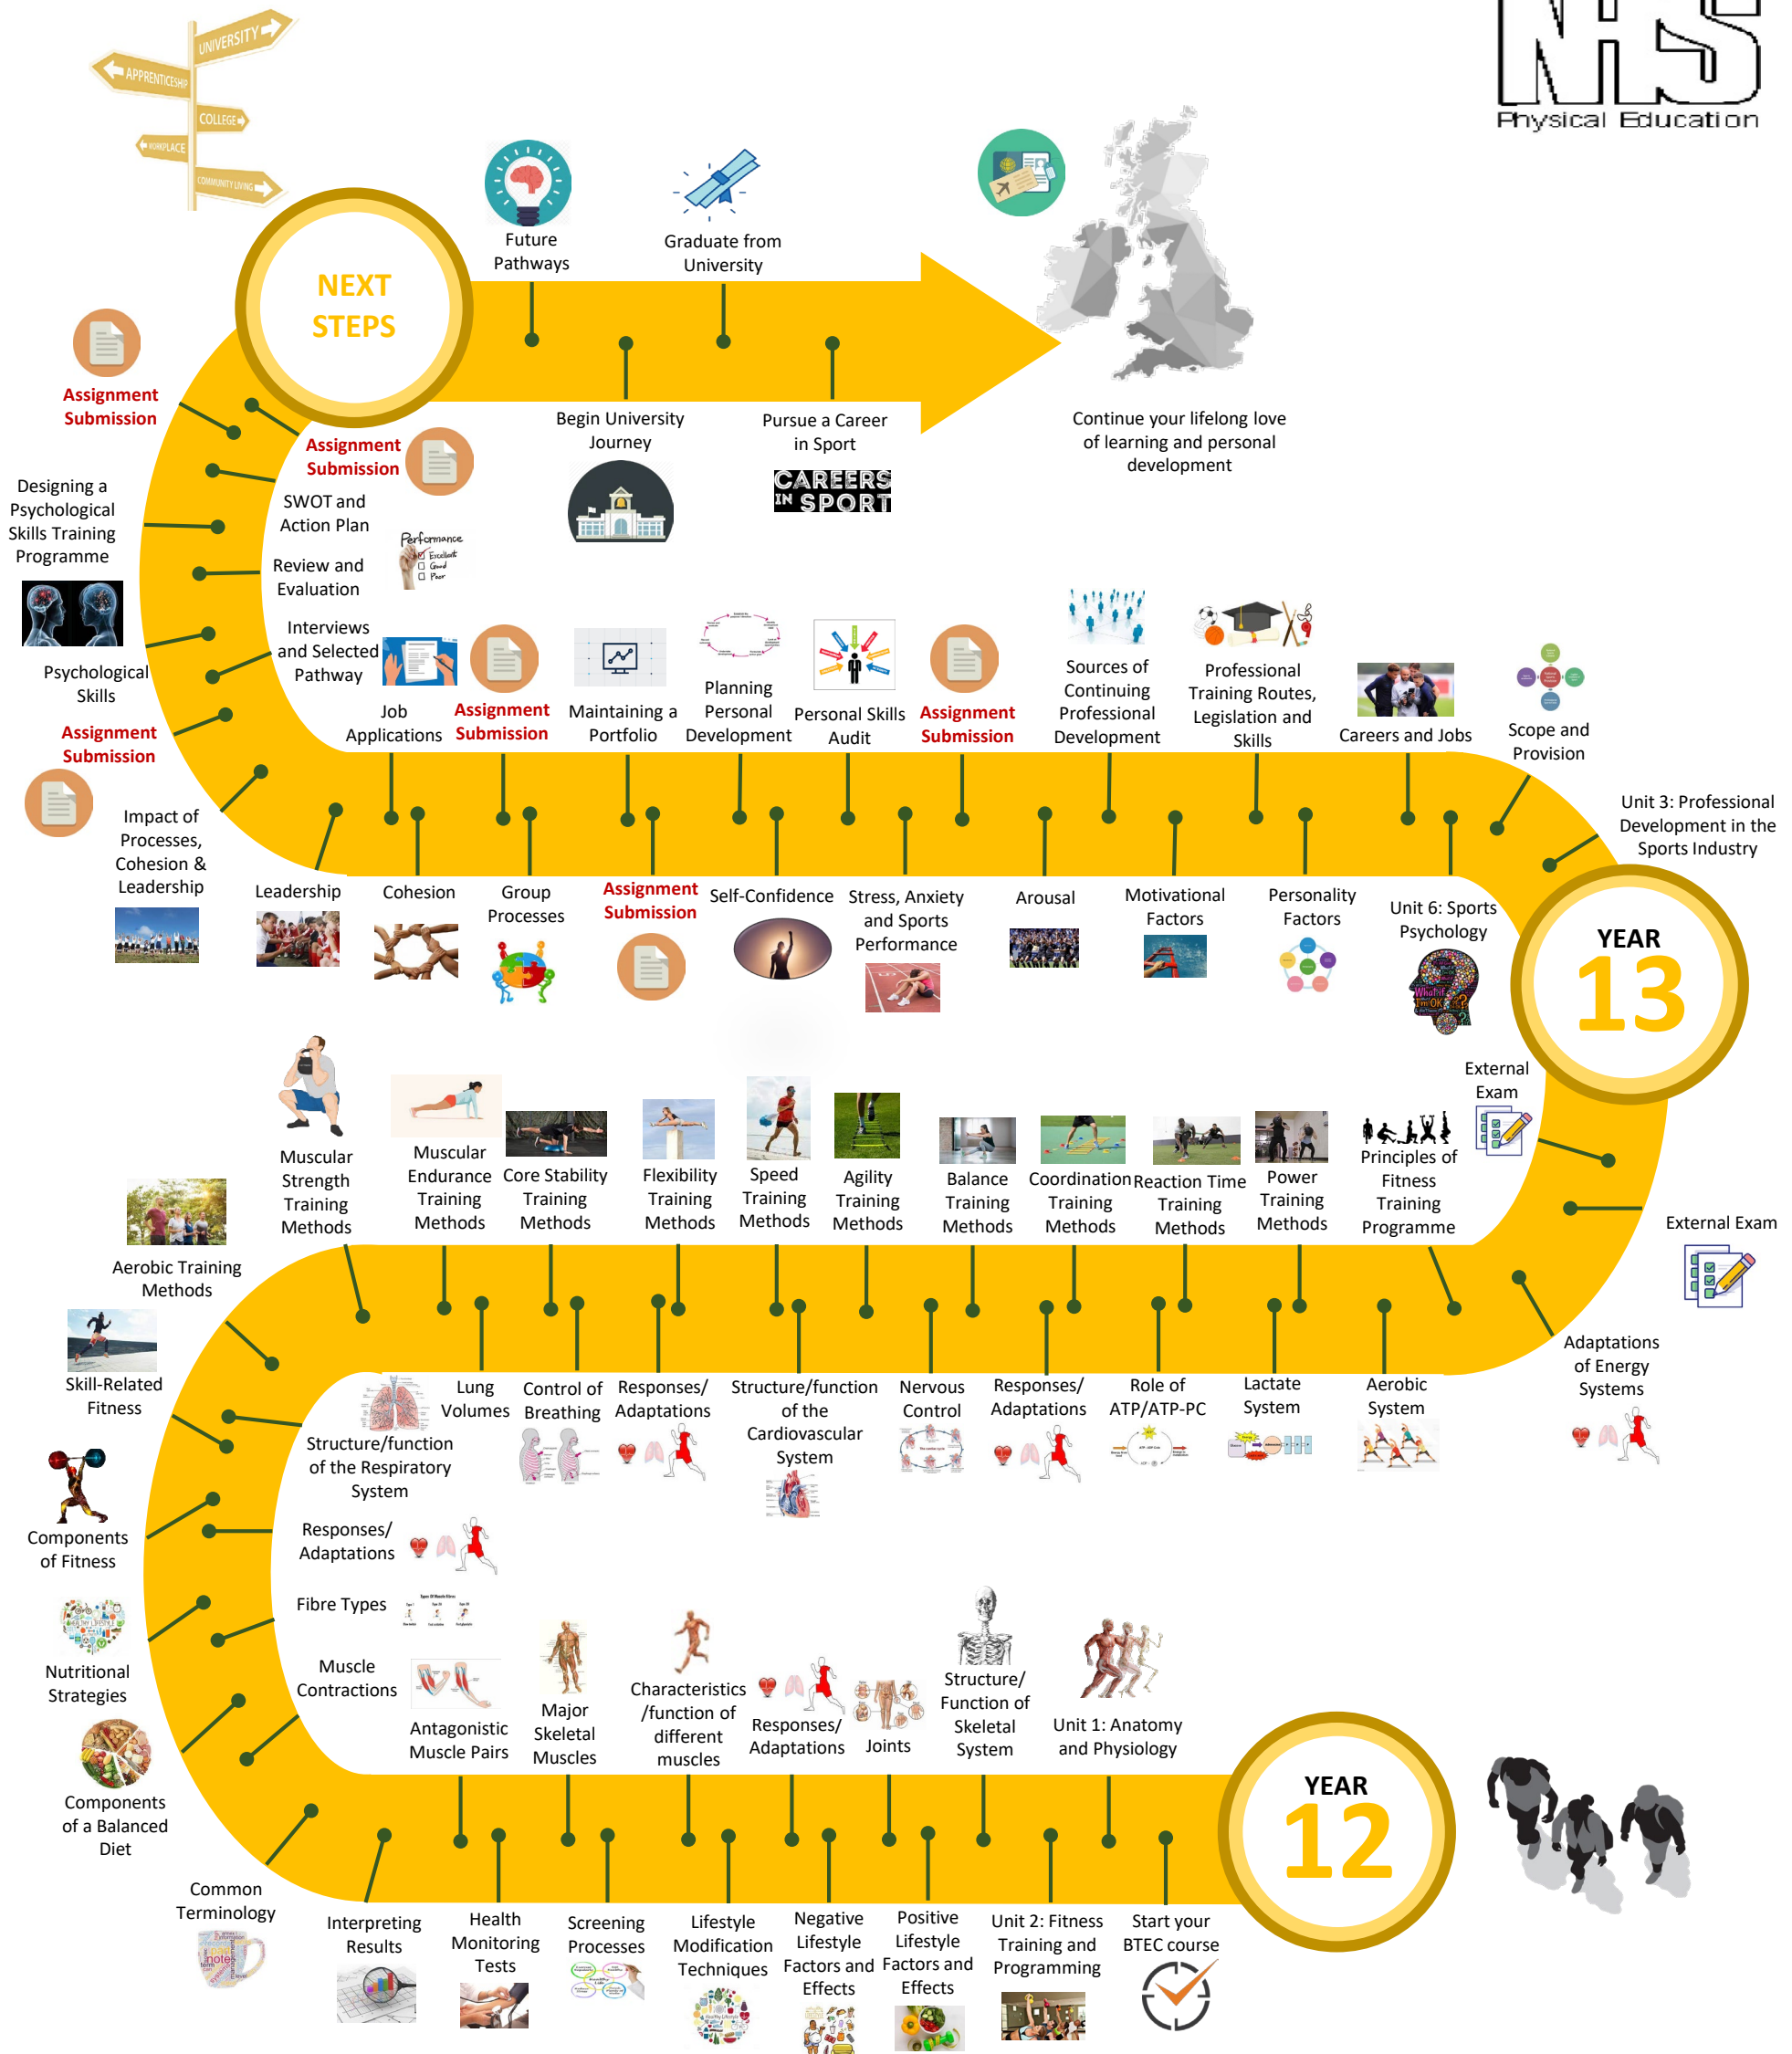 UNIVERSITY
APPRENTICESHIP
COLLEGE
WORKPLACE
COMMUNITY LIVING
NHS
Physical Education
Future
Pathways
Graduate from
University
NEXT
STEPS
Begin University
Journey
Pursue a Career
in Sport
CAREERS
IN SPORT
Continue your lifelong love
of learning and personal
development
Assignment
Submission
Assignment
Submission
SWOT and
Action Plan
Performance
Excellent
Good
Poor
Designing a
Psychological
Skills Training
Programme
Review and
Evaluation
Interviews
and Selected
Pathway
Psychological
Skills
Assignment
Submission
Job
Applications
Assignment
Submission
Maintaining a
Portfolio
Planning
Personal
Development
Personal Skills
Audit
Assignment
Submission
Sources of
Continuing
Professional
Development
Professional
Training Routes,
Legislation and
Skills
Careers and Jobs
Scope and
Provision
Unit 3: Professional
Development in the
Sports Industry
Impact of
Processes,
Cohesion &
Leadership
Leadership
Cohesion
Group
Processes
Assignment
Submission
Self-Confidence
Stress, Anxiety
and Sports
Performance
Arousal
Motivational
Factors
Personality
Factors
Unit 6: Sports
Psychology
What if
I'm OK
??
YEAR
13
External
Exam
External Exam
Adaptations
of Energy
Systems
Muscular
Strength
Training
Methods
Muscular
Endurance
Training
Methods
Core Stability
Training
Methods
Flexibility
Training
Methods
Speed
Training
Methods
Agility
Training
Methods
Balance
Training
Methods
Coordination
Training
Methods
Reaction Time
Training
Methods
Power
Training
Methods
Principles of
Fitness
Training
Programme
Aerobic Training
Methods
Skill-Related
Fitness
Components
of Fitness
Nutritional
Strategies
Components
of a Balanced
Diet
Common
Terminology
notes
Structure/function
of the Respiratory
System
Lung
Volumes
Control of
Breathing
Responses/
Adaptations
Structure/function
of the
Cardiovascular
System
Nervous
Control
Responses/
Adaptations
Role of
ATP/ATP-PC
Lactate
System
Aerobic
System
Responses/
Adaptations
Fibre Types
Types Of Muscle Fibres
Muscle
Contractions
Antagonistic
Muscle Pairs
Major
Skeletal
Muscles
Characteristics
/function of
different
muscles
Responses/
Adaptations
Joints
Structure/
Function of
Skeletal
System
Unit 1: Anatomy
and Physiology
YEAR
12
Interpreting
Results
Health
Monitoring
Tests
Screening
Processes
Lifestyle
Modification
Techniques
Negative
Lifestyle
Factors and
Effects
Positive
Lifestyle
Factors and
Effects
Unit 2: Fitness
Training and
Programming
Start your
BTEC course